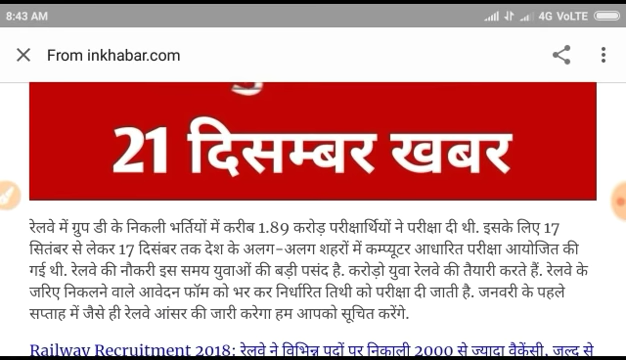 8:43 AM
4G VoLTE
From inkhabar.com
21 दिसम्बर खबर
रेलवे में ग्रुप डी के निकली भर्तियों में करीब 1.89 करोड़ परीक्षार्थियों ने परीक्षा दी थी. इसके लिए 17
सितंबर से लेकर 17 दिसंबर तक देश के अलग-अलग शहरों में कम्प्यूटर आधारित परीक्षा आयोजित की
गई थी. रेलवे की नौकरी इस समय युवाओं की बड़ी पसंद है. करोड़ो युवा रेलवे की तैयारी करते हैं. रेलवे के
जरिए निकलने वाले आवेदन फॉम को भर कर निर्धारित तिथी को परीक्षा दी जाती है. जनवरी के पहले
सप्ताह में जैसे ही रेलवे आंसर की जारी करेगा हम आपको सूचित करेंगे.
Railway Recruitment 2018: रेलवे ने विभिन्न पदों पर निकाली 2000 से ज्यादा वैकेंसी, जल्द से